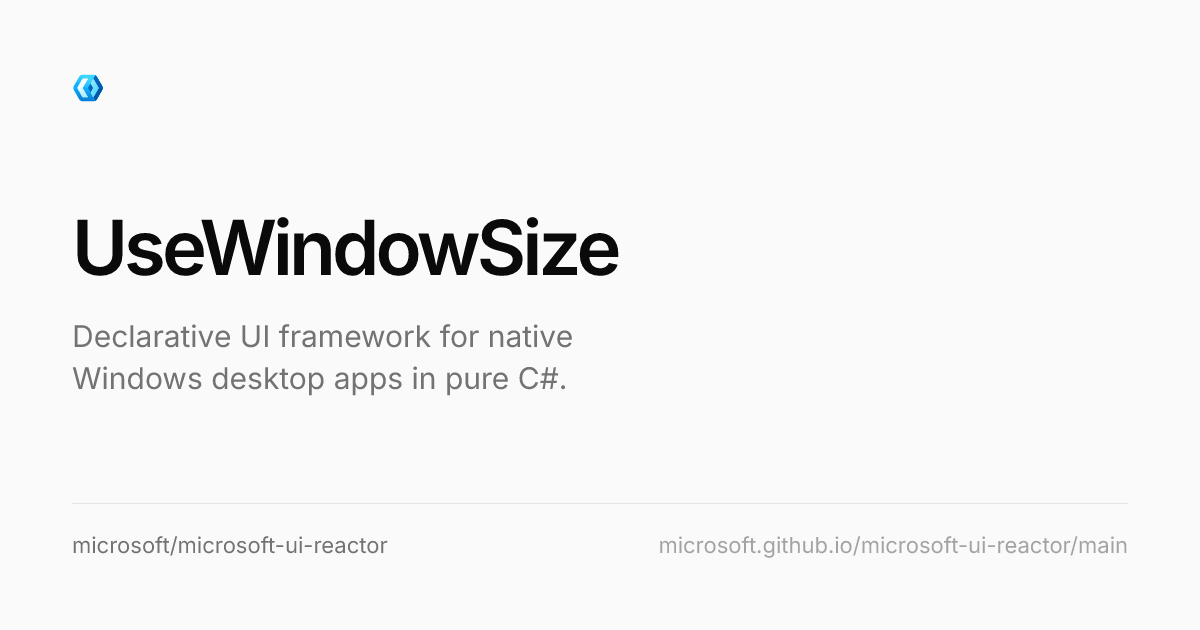 UseWindowSize
Declarative UI framework for native
Windows desktop apps in pure C#.
microsoft/microsoft-ui-reactor
microsoft.github.io/microsoft-ui-reactor/main